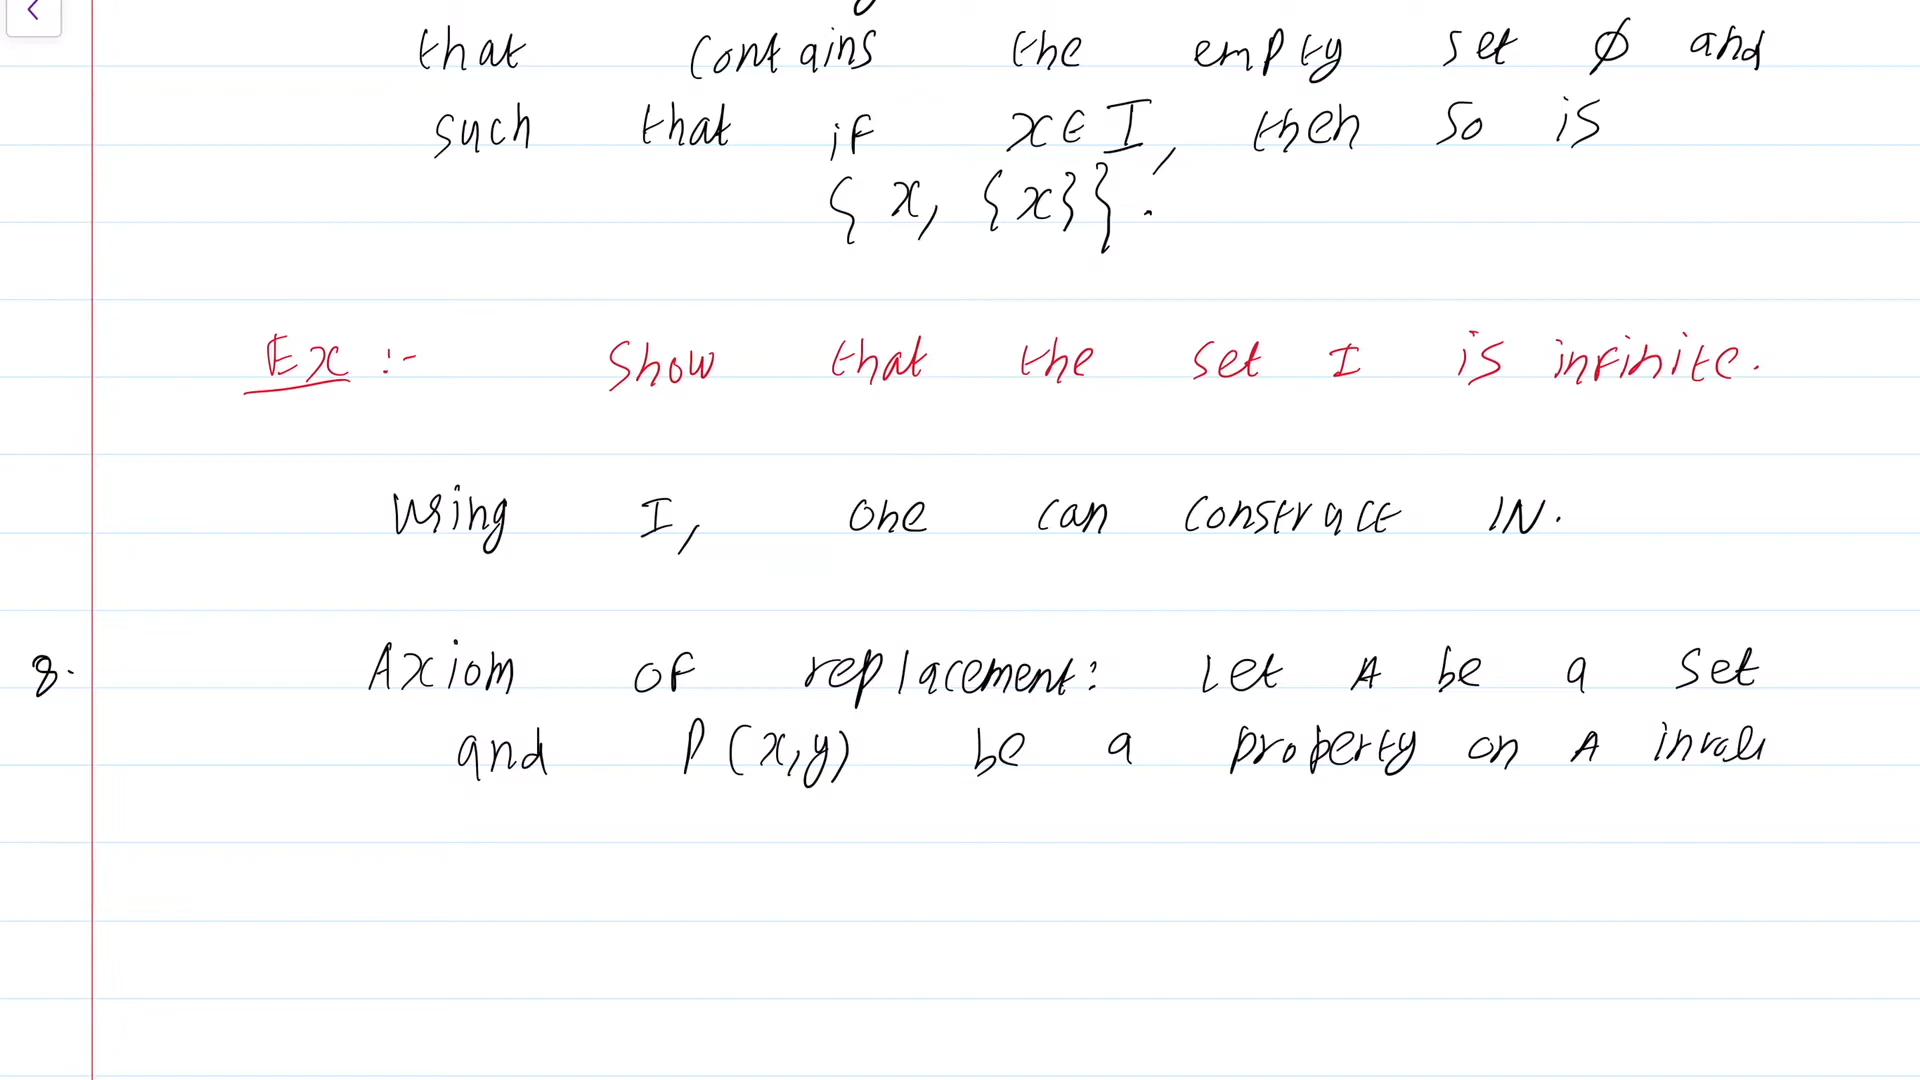 that contains the empty set ∅ and
such that if x ∈ I, then so is
{ x, {x}}.
Ex :- Show that the set I is infinite.
Using I, one can construct IN.
8. Axiom of replacement: Let A be a set
and P(x,y) be a property on A